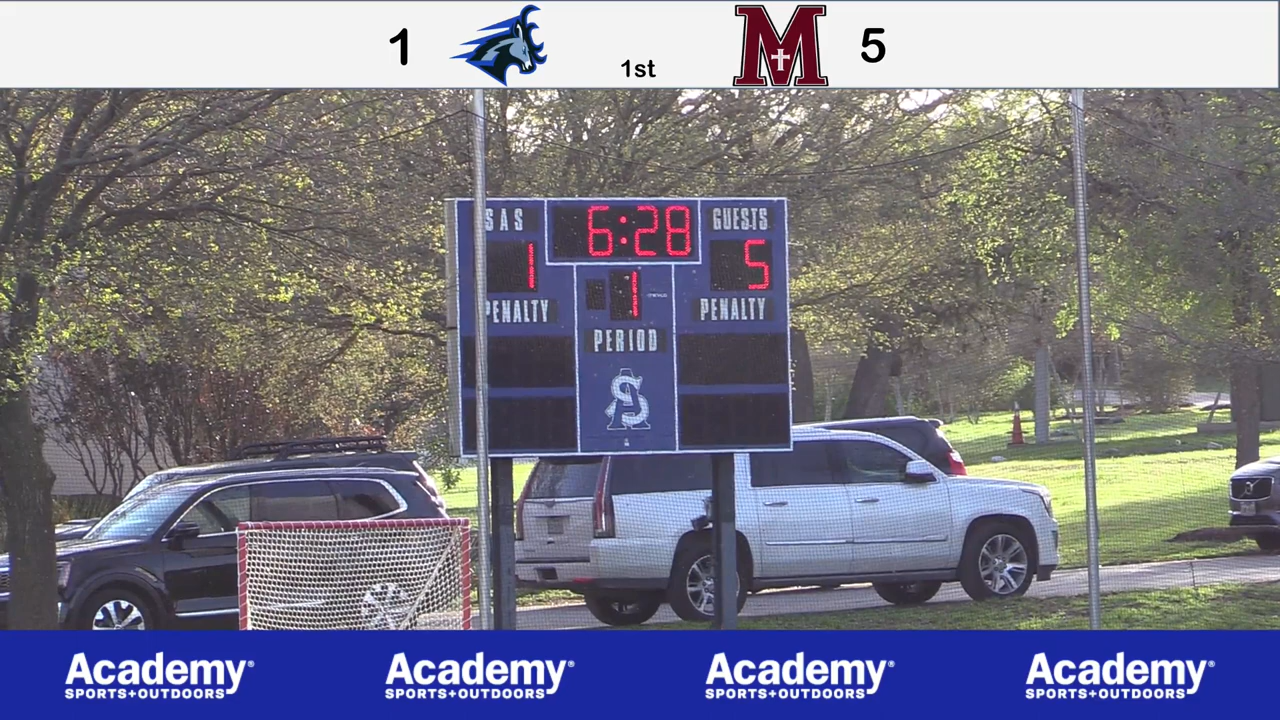 1 1st M 5
SAS 6:28 GUESTS
1 5
PENALTY 1 PENALTY
PERIOD
SA
Academy® Academy® Academy® Academy®
SPORTS+OUTDOORS SPORTS+OUTDOORS SPORTS+OUTDOORS SPORTS+OUTDOORS